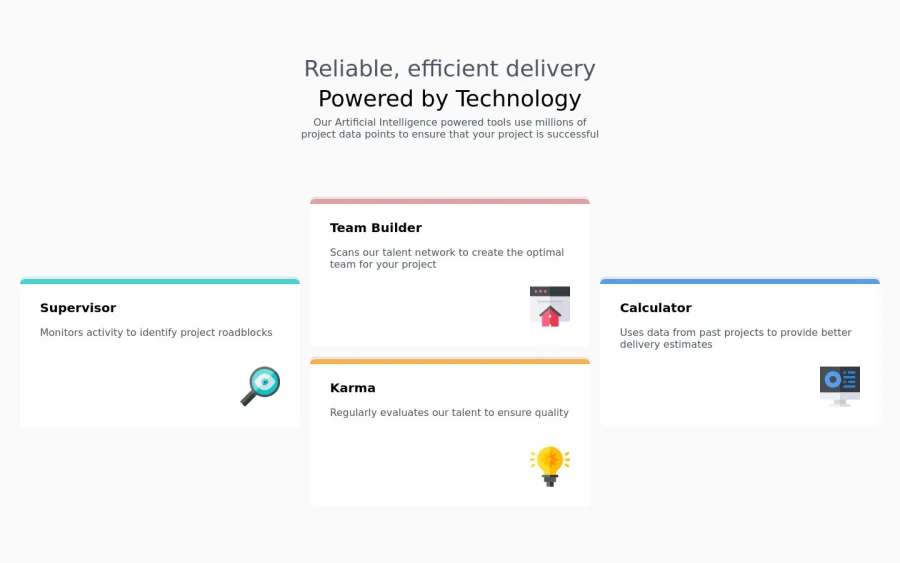 Reliable, efficient delivery
Powered by Technology
Our Artificial Intelligence powered tools use millions of
project data points to ensure that your project is successful
Supervisor
Monitors activity to identify project roadblocks
Team Builder
Scans our talent network to create the optimal
team for your project
Karma
Regularly evaluates our talent to ensure quality
Calculator
Uses data from past projects to provide better
delivery estimates